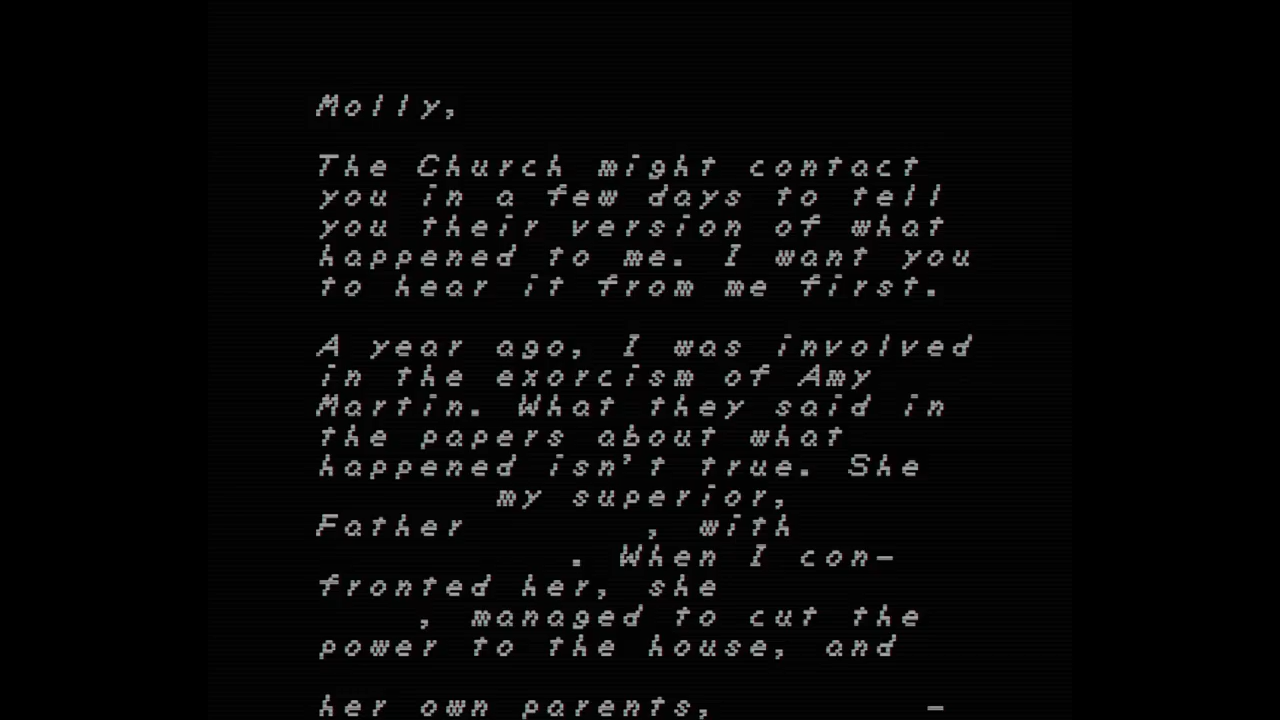 Molly,
The Church might contact
you in a few days to tell
you their version of what
happened to me. I want you
to hear it from me first.
A year ago, I was involved
in the exorcism of Amy
Martin. What they said in
the papers about what
happened isn't true. She
my superior,
Father , with
. When I con-
fronted her, she
, managed to cut the
power to the house, and
her own parents, -